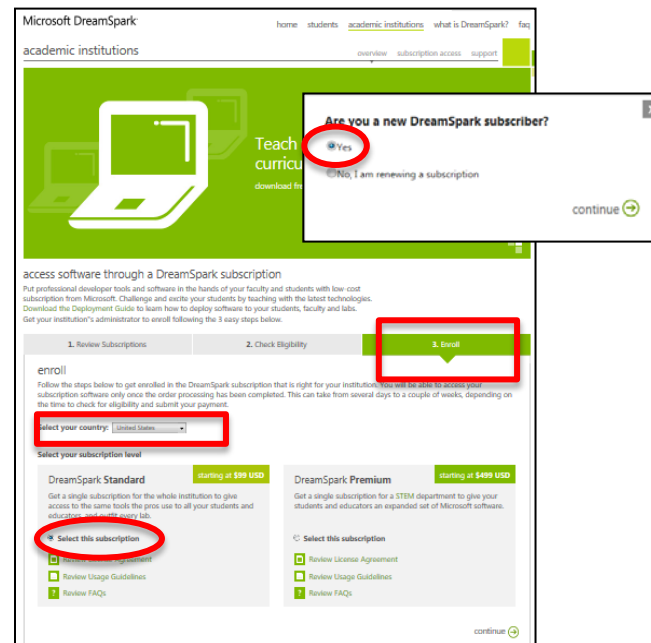 Microsoft DreamSpark
home students academic institutions what is DreamSpark? faq
academic institutions
overview subscription access support
Teach
curricu
download fr
Are you a new DreamSpark subscriber?
Yes
No, I am renewing a subscription
continue
access software through a DreamSpark subscription
Put professional developer tools and software in the hands of your faculty and students with low-cost
subscription from Microsoft. Challenge and excite your students by teaching with the latest technologies.
Download the Deployment Guide to learn how to deploy software to your students, faculty and labs.
Get your institution"s administrator to enroll following the 3 easy steps below.
1. Review Subscriptions
2. Check Eligibility
3. Enroll
enroll
Follow the steps below to get enrolled in the DreamSpark subscription that is right for your institution. You will be able to access your
subscription software only once the order processing has been completed. This can take from several days to a couple of weeks, depending on
the time to check for eligibility and submit your payment.
Select your country: United States
Select your subscription level
DreamSpark Standard
starting at $99 USD
Get a single subscription for the whole institution to give
access to the same tools the pros use to all your students and
educators, and outfit every lab.
Select this subscription
Review License Agreement
Review Usage Guidelines
? Review FAQs
DreamSpark Premium
starting at $499 USD
Get a single subscription for a STEM department to give your
students and educators an expanded set of Microsoft software.
Select this subscription
Review License Agreement
Review Usage Guidelines
? Review FAQs
continue